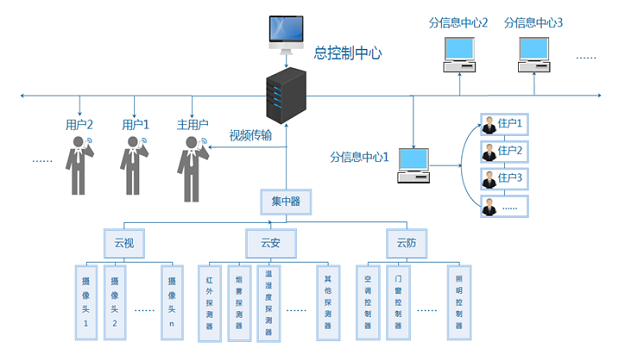 分信息中心2
分信息中心3
总控制中心
......
用户2
用户1
主用户
视频传输
......
分信息中心1
住户1
住户2
住户3
......
集中器
云视
云安
云防
摄像头1
摄像头2
......
摄像头n
红外探测器
烟雾探测器
温湿度探测器
......
其他探测器
空调控制器
门窗控制器
......
照明控制器